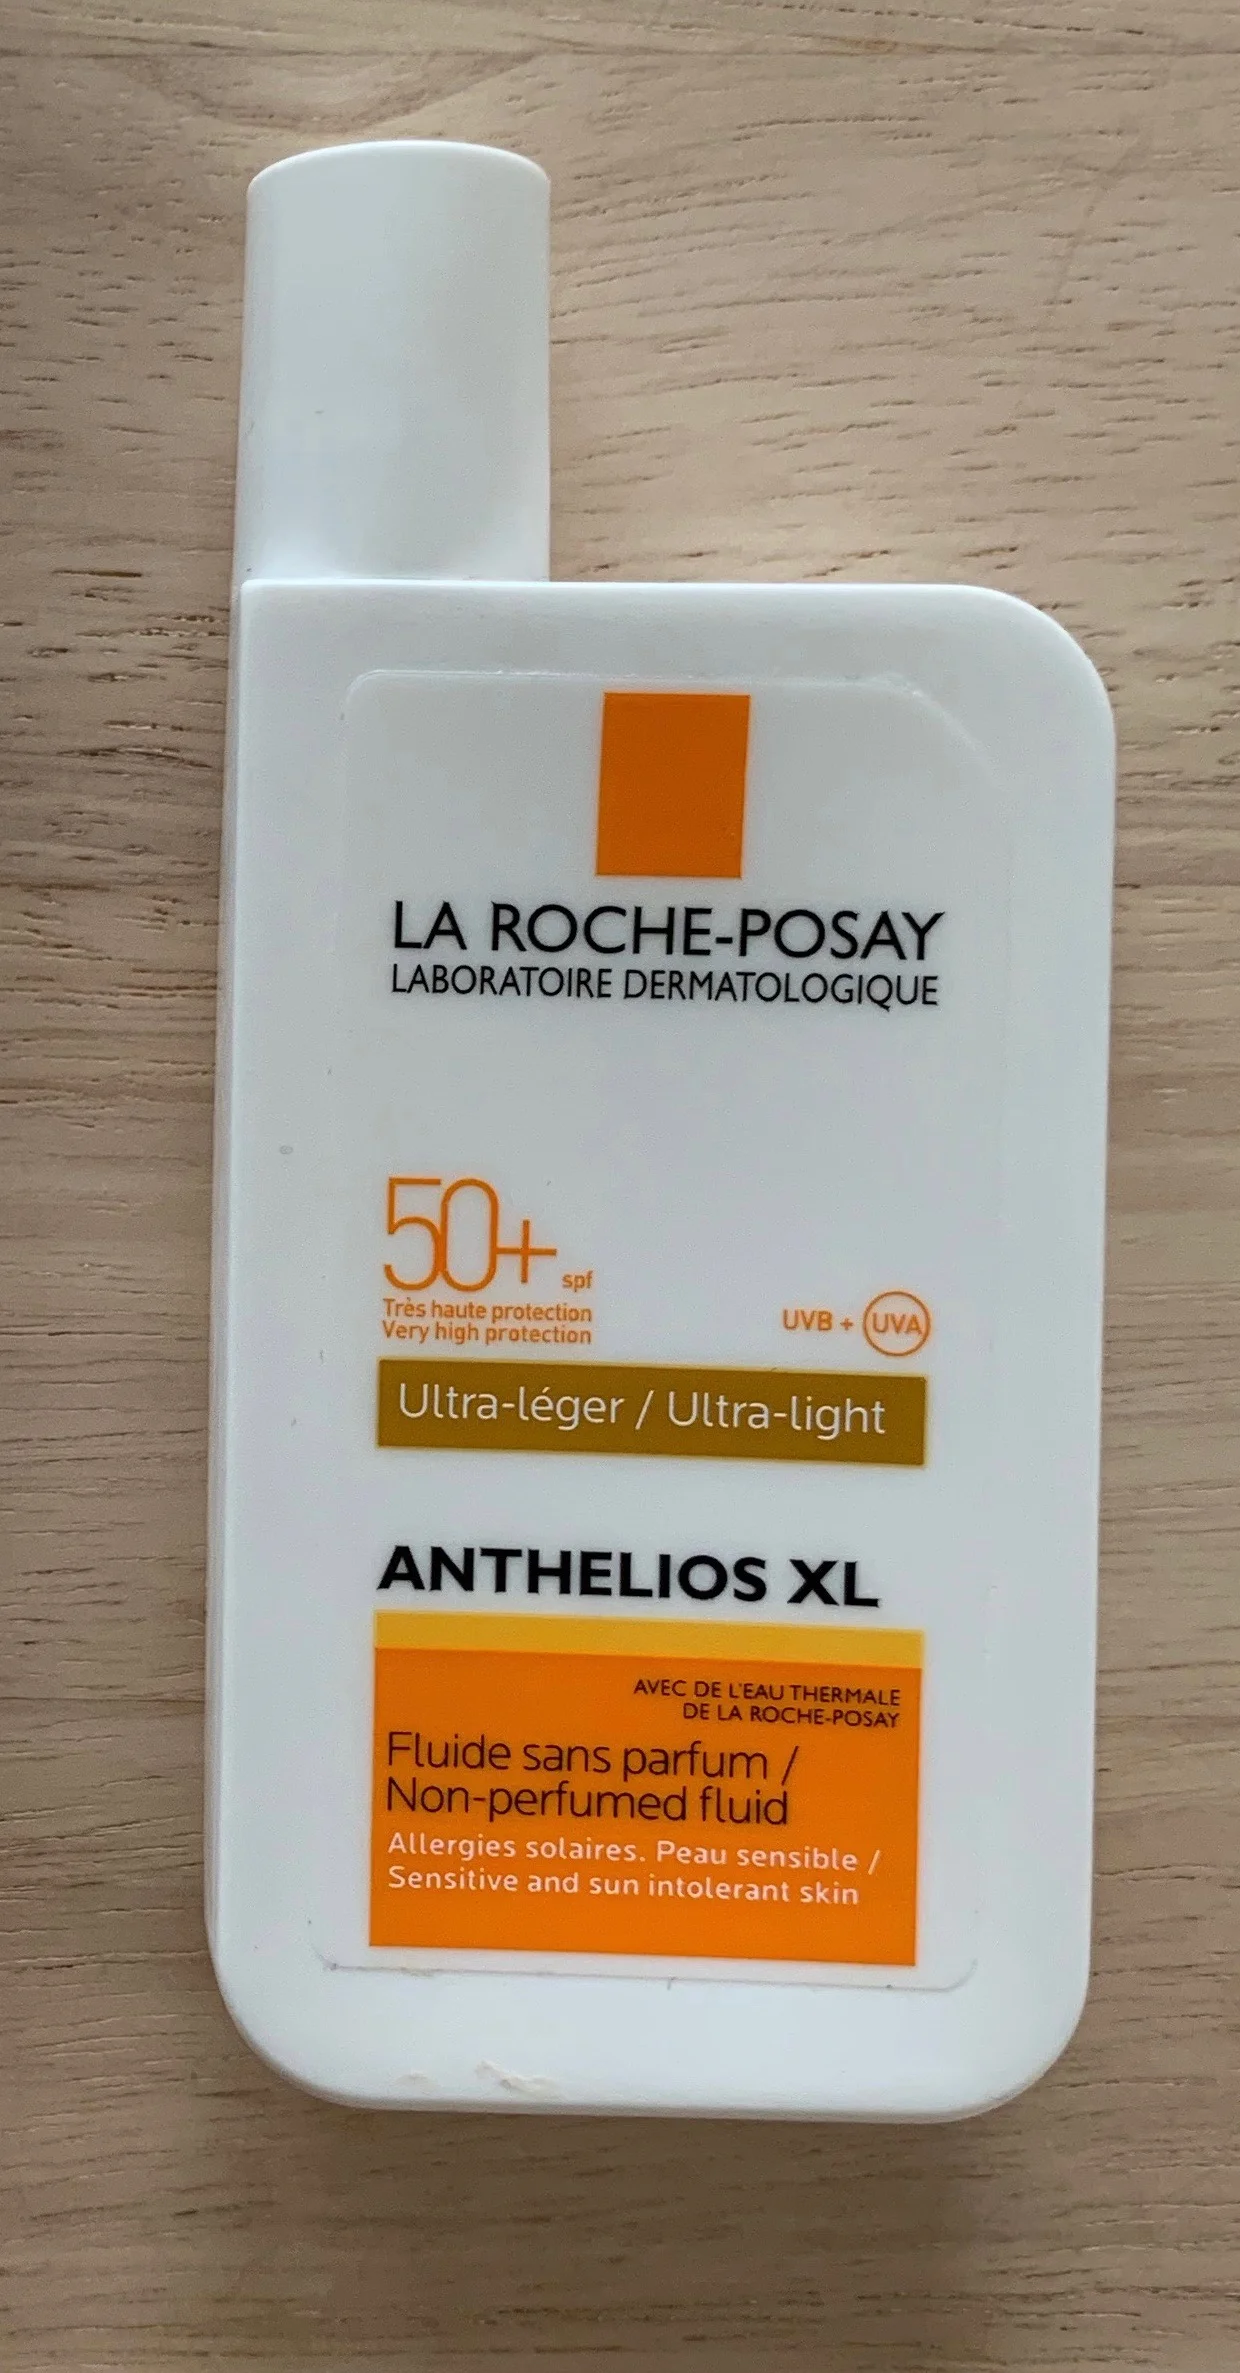 LA ROCHE-POSAY
LABORATOIRE DERMATOLOGIQUE
50+ spf
Très haute protection
Very high protection
UVB + UVA
Ultra-léger / Ultra-light
ANTHELIOS XL
AVEC DE L'EAU THERMALE
DE LA ROCHE-POSAY
Fluide sans parfum /
Non-perfumed fluid
Allergies solaires. Peau sensible /
Sensitive and sun intolerant skin